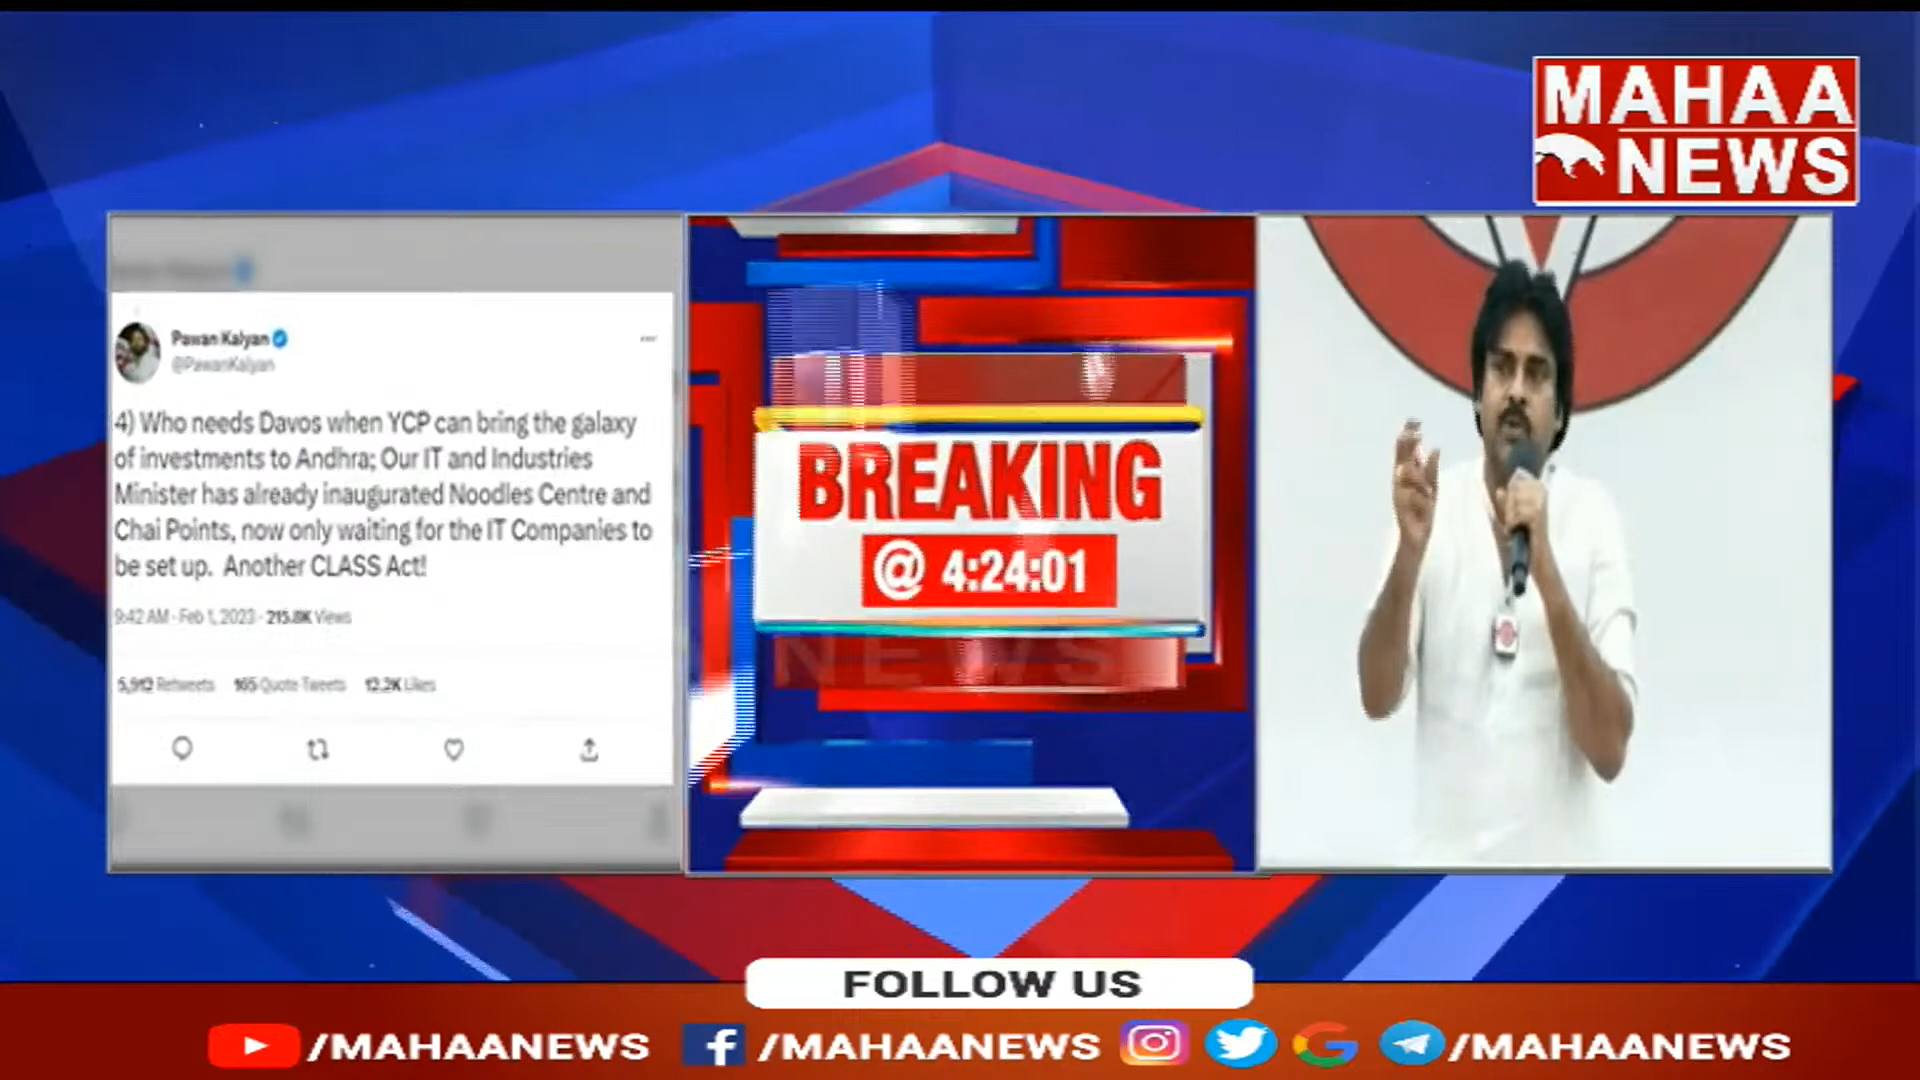 MAHAA
NEWS
Pawan Kalyan
@PawanKalyan
4) Who needs Davos when YCP can bring the galaxy
of investments to Andhra; Our IT and Industries
Minister has already inaugurated Noodles Centre and
Chai Points, now only waiting for the IT Companies to
be set up. Another CLASS Act!
9:42 AM - Feb 1, 2023 - 215.8K Views
5,912 Retweets 165 Quote Tweets 12.2K Likes
BREAKING
@ 4:24:01
NEWS
FOLLOW US
/MAHAANEWS /MAHAANEWS /MAHAANEWS